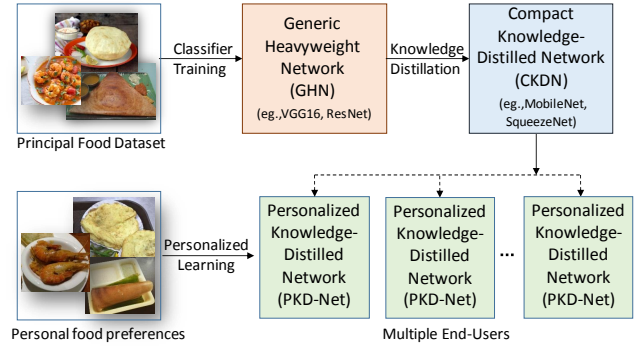 Principal Food Dataset
Classifier
Training
Generic
Heavyweight
Network
(GHN)
(eg.,VGG16, ResNet)
Knowledge
Distillation
Compact
Knowledge-
Distilled Network
(CKDN)
(eg.,MobileNet,
SqueezeNet)
Personal food preferences
Personalized
Learning
Personalized
Knowledge-
Distilled
Network
(PKD-Net)
Personalized
Knowledge-
Distilled
Network
(PKD-Net)
...
Personalized
Knowledge-
Distilled
Network
(PKD-Net)
Multiple End-Users